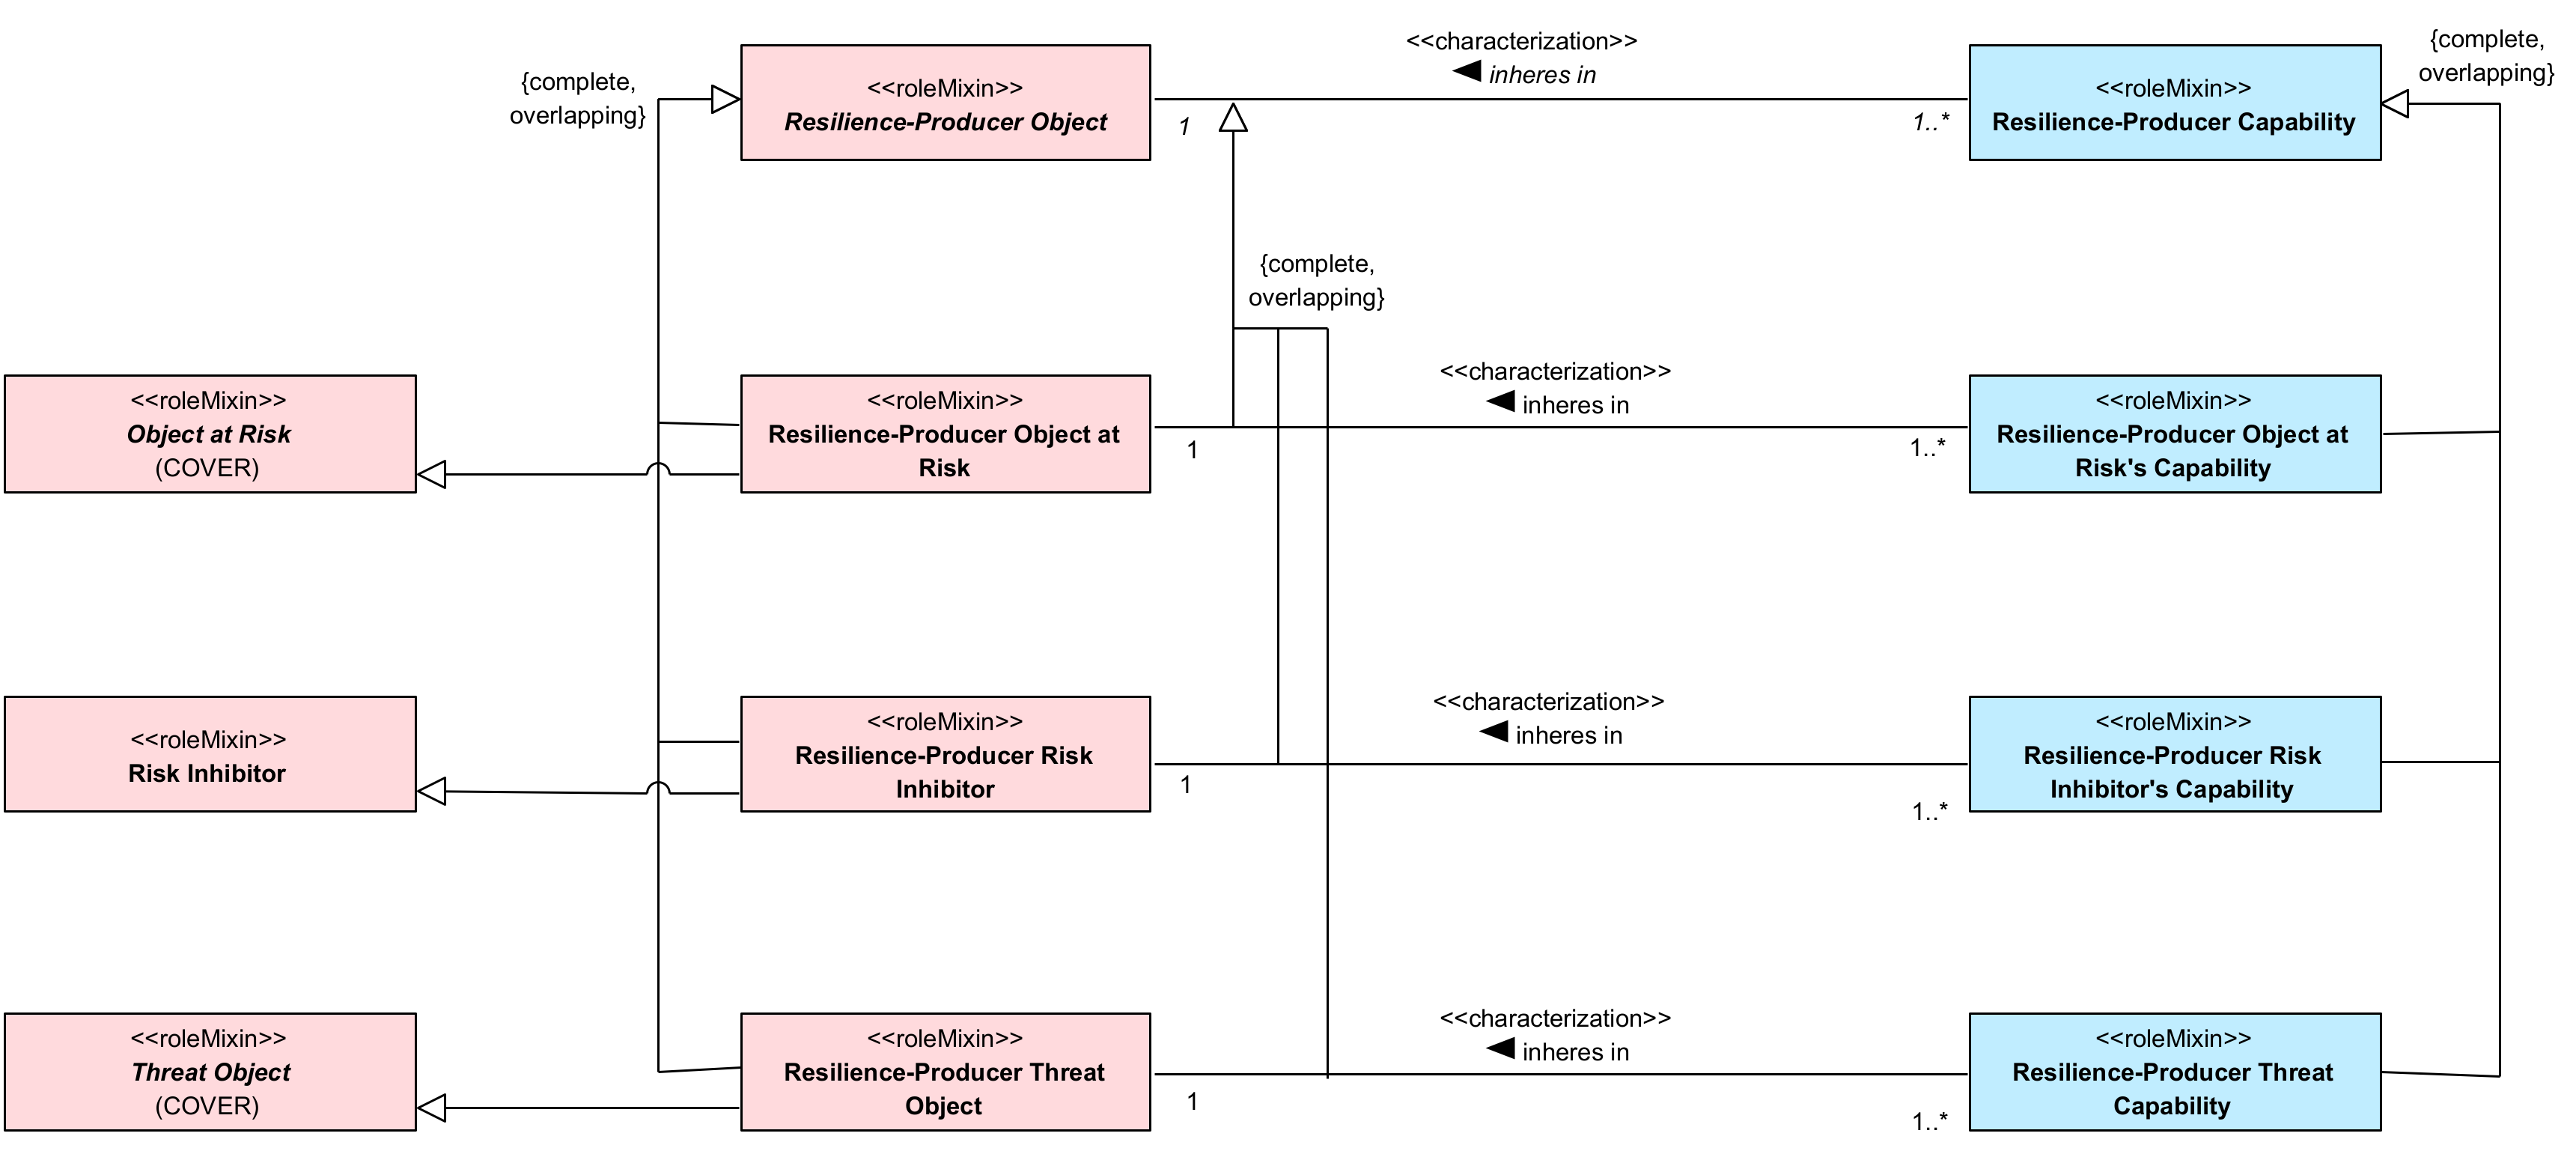 <<characterization>>
inheres in
{complete,
overlapping}
<<roleMixin>>
Resilience-Producer Object
1
1..*
<<roleMixin>>
Resilience-Producer Capability
{complete,
overlapping}
{complete,
overlapping}
<<roleMixin>>
Object at Risk
(COVER)
<<roleMixin>>
Resilience-Producer Object at
Risk
<<characterization>>
inheres in
1
1..*
<<roleMixin>>
Resilience-Producer Object at
Risk's Capability
<<roleMixin>>
Risk Inhibitor
<<roleMixin>>
Resilience-Producer Risk
Inhibitor
<<characterization>>
inheres in
1
1..*
<<roleMixin>>
Resilience-Producer Risk
Inhibitor's Capability
<<roleMixin>>
Threat Object
(COVER)
<<roleMixin>>
Resilience-Producer Threat
Object
<<characterization>>
inheres in
1
1..*
<<roleMixin>>
Resilience-Producer Threat
Capability